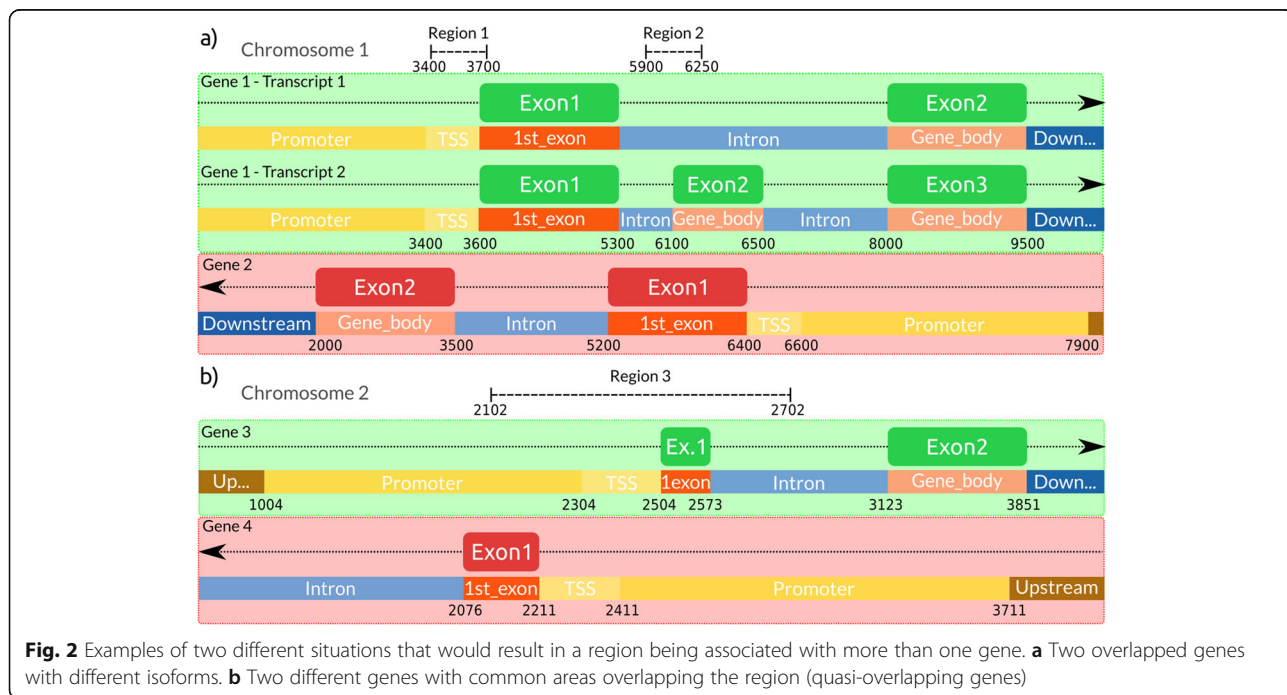 a) Chromosome 1
Region 1
3400 3700
Region 2
5900 6250
Gene 1 - Transcript 1
Exon1 Exon2
Promoter TSS 1st_exon Intron Gene_body Down...
Gene 1 - Transcript 2
Exon1 Exon2 Exon3
Promoter TSS 1st_exon Intron Gene_body Intron Gene_body Down...
3400 3600 5300 6100 6500 8000 9500
Gene 2
Exon2 Exon1
Downstream Gene_body Intron 1st_exon TSS Promoter
2000 3500 5200 6400 6600 7900
b) Chromosome 2
Region 3
2102 2702
Gene 3
Ex.1 Exon2
Up... Promoter TSS 1exon Intron Gene_body Down...
1004 2304 2504 2573 3123 3851
Gene 4
Exon1
Intron 1st_exon TSS Promoter Upstream
2076 2211 2411 3711
Fig. 2 Examples of two different situations that would result in a region being associated with more than one gene. a Two overlapped genes
with different isoforms. b Two different genes with common areas overlapping the region (quasi-overlapping genes)